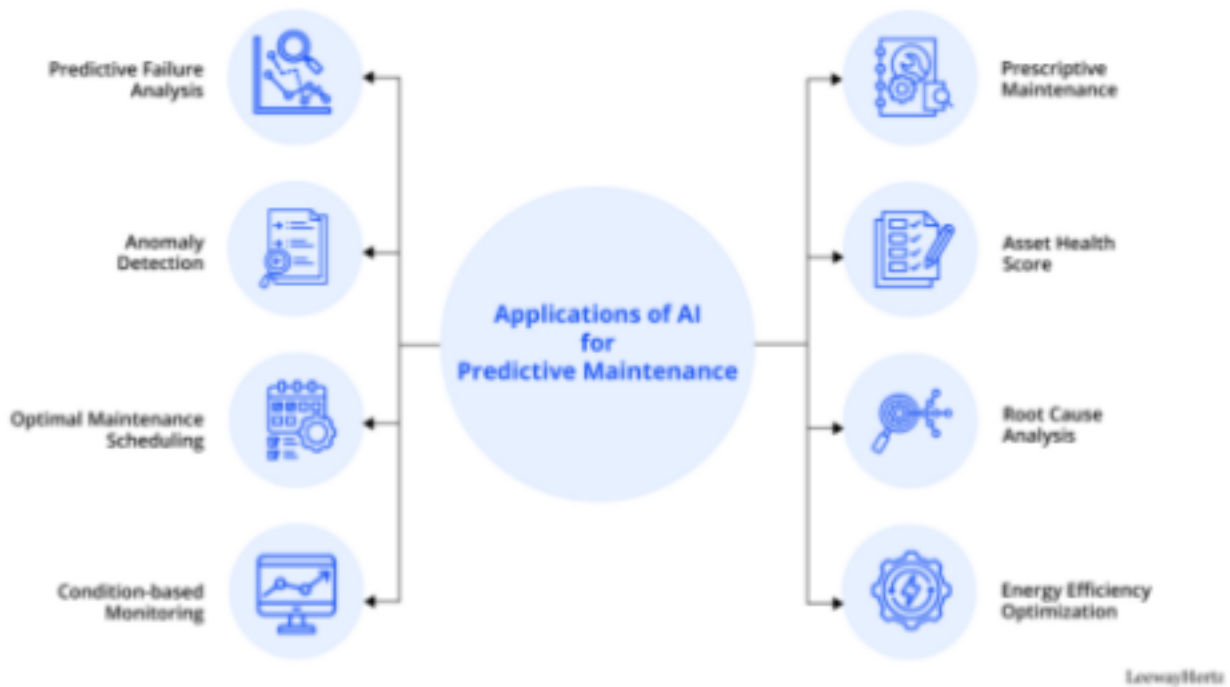 Predictive Failure
Analysis
Anomaly
Detection
Optimal Maintenance
Scheduling
Condition-based
Monitoring
Applications of AI
for
Predictive Maintenance
Prescriptive
Maintenance
Asset Health
Score
Root Cause
Analysis
Energy Efficiency
Optimization
LeewayHertz